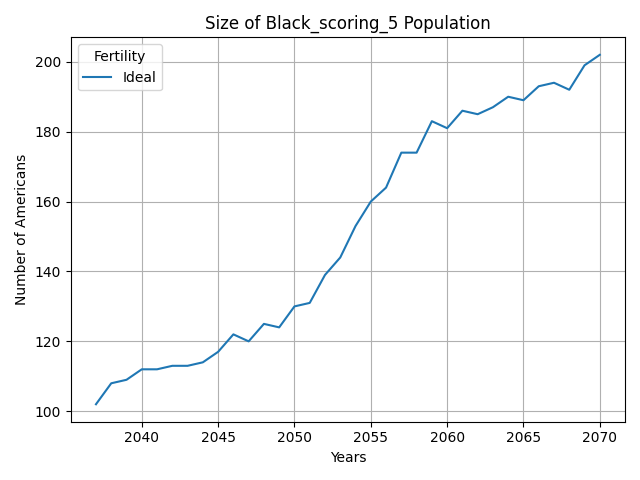 Size of Black_scoring_5 Population
Fertility
Ideal
Number of Americans
200
180
160
140
120
100
2040
2045
2050
2055
2060
2065
2070
Years